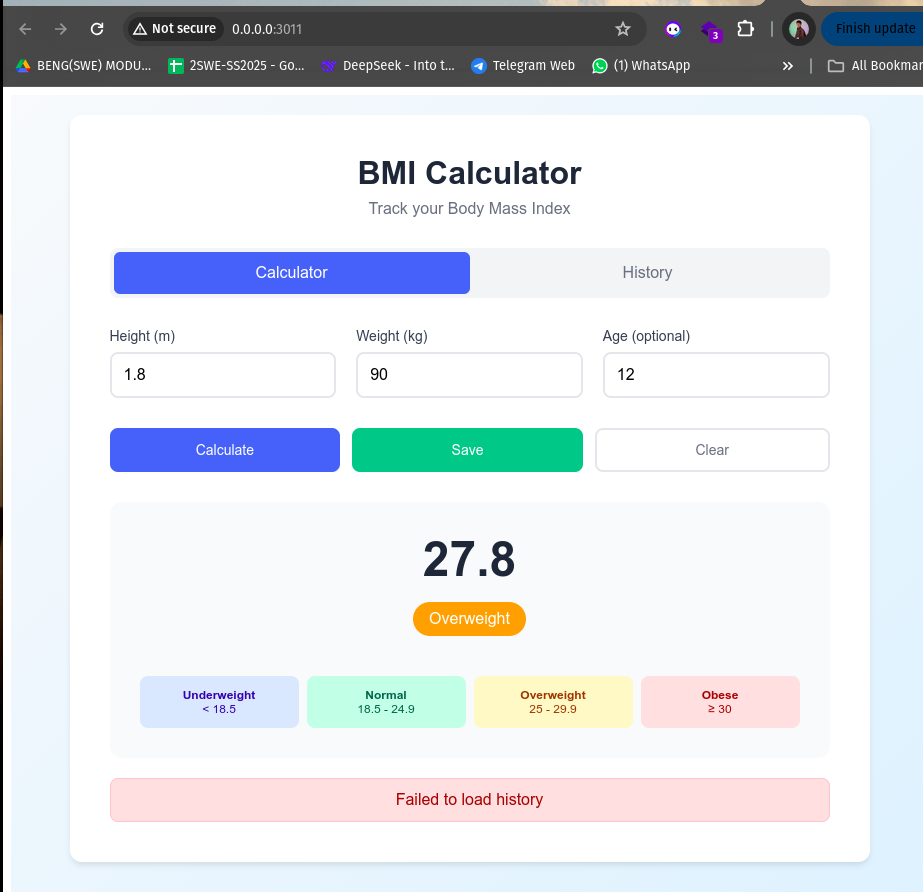 Not secure 0.0.0.0:3011 3 Finish update
BENG(SWE) MODU... 2SWE-SS2025 - Go... DeepSeek - Into t... Telegram Web (1) WhatsApp » All Bookmar
BMI Calculator
Track your Body Mass Index
Calculator History
Height (m) Weight (kg) Age (optional)
1.8 90 12
Calculate Save Clear
27.8
Overweight
Underweight Normal Overweight Obese
< 18.5 18.5 - 24.9 25 - 29.9 ≥ 30
Failed to load history